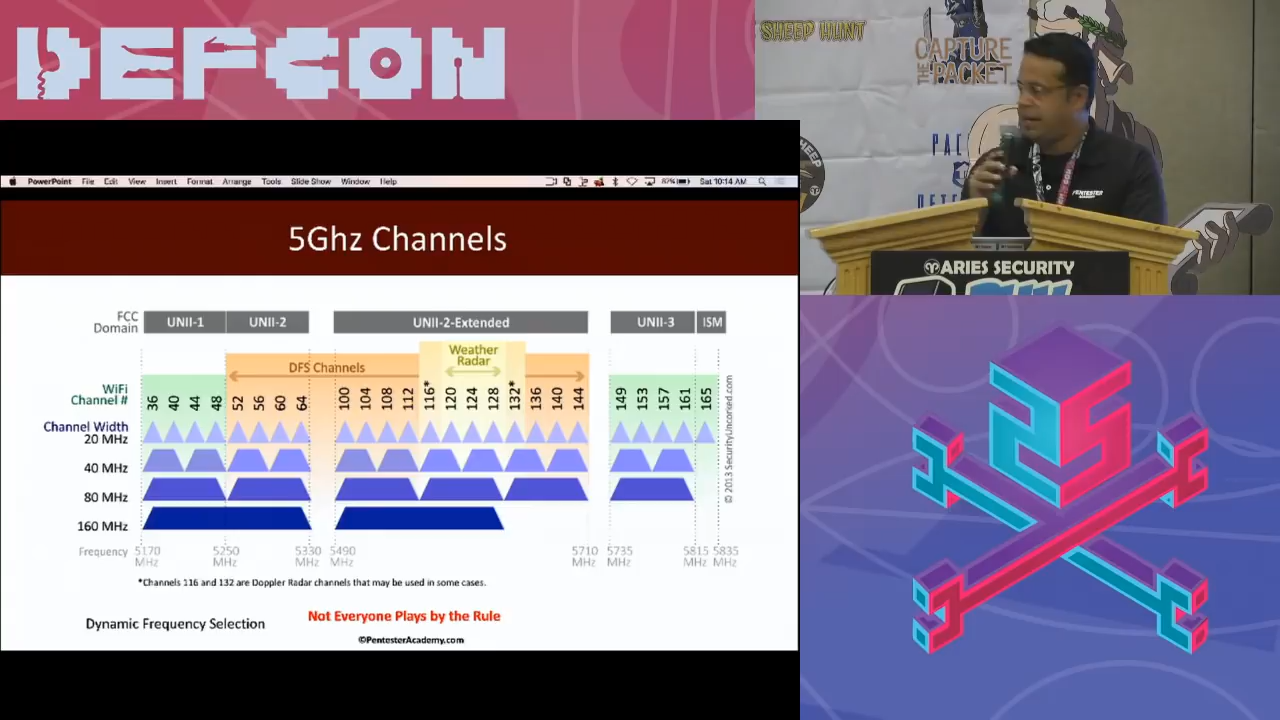 DEFCON
SHEEP HUNT
CAPTURE
THE PACKET
PENTESTER
ARIES SECURITY
PowerPoint File Edit View Insert Format Arrange Tools Slide Show Window Help
82% Sat 10:14 AM
5Ghz Channels
FCC
Domain
UNII-1 UNII-2 UNII-2-Extended UNII-3 ISM
Weather
Radar
DFS Channels
WiFi
Channel #
36 40 44 48 52 56 60 64 100 104 108 112 116* 120 124 128 132* 136 140 144 149 153 157 161 165
Channel Width
20 MHz
40 MHz
80 MHz
160 MHz
Frequency
5170 MHz
5250 MHz
5330 MHz
5490 MHz
5710 MHz
5735 MHz
5815 MHz
5835 MHz
© 2013 SecurityUncorked.com
*Channels 116 and 132 are Doppler Radar channels that may be used in some cases.
Dynamic Frequency Selection
Not Everyone Plays by the Rule
©PentesterAcademy.com
25